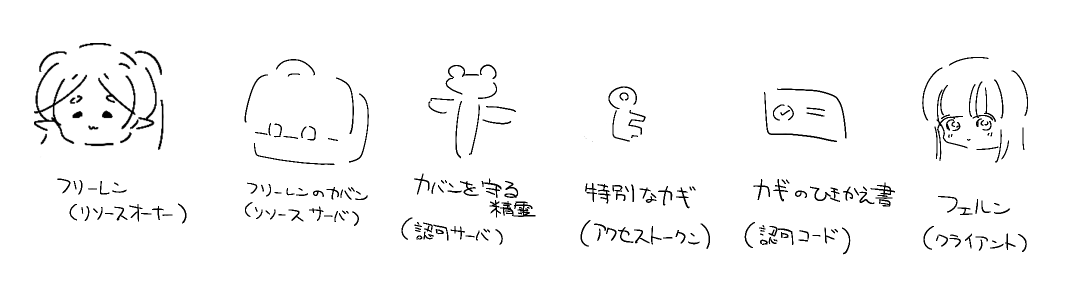 フリーレン
(リソースオーナー)
フリーレンのカバン
(リソースサーバ)
カバンを守る
精霊
(認可サーバ)
特別なカギ
(アクセストークン)
カギのひきかえ書
(認可コード)
フェルン
(クライアント)